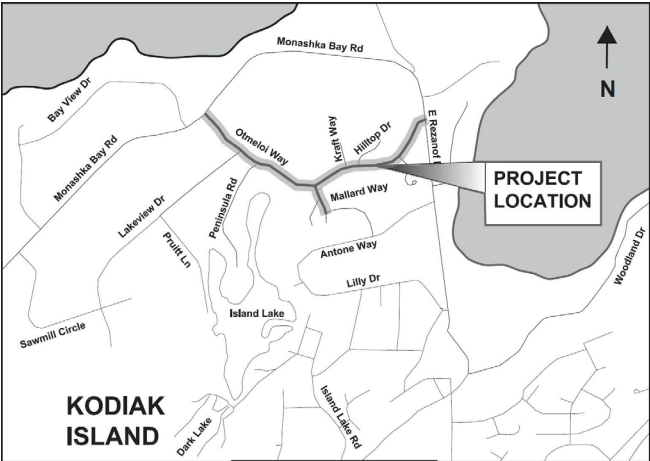 Monashka Bay Rd
N
Bay View Dr
Otmeloi Way
Kraft Way
Hilltop Dr
E Rezanof
Monashka Bay Rd
PROJECT
LOCATION
Mallard Way
Lakeview Dr
Peninsula Rd
Pruitt Ln
Antone Way
Woodland Dr
Lilly Dr
Island Lake
Sawmill Circle
KODIAK
ISLAND
Dark Lake
Island Lake Rd